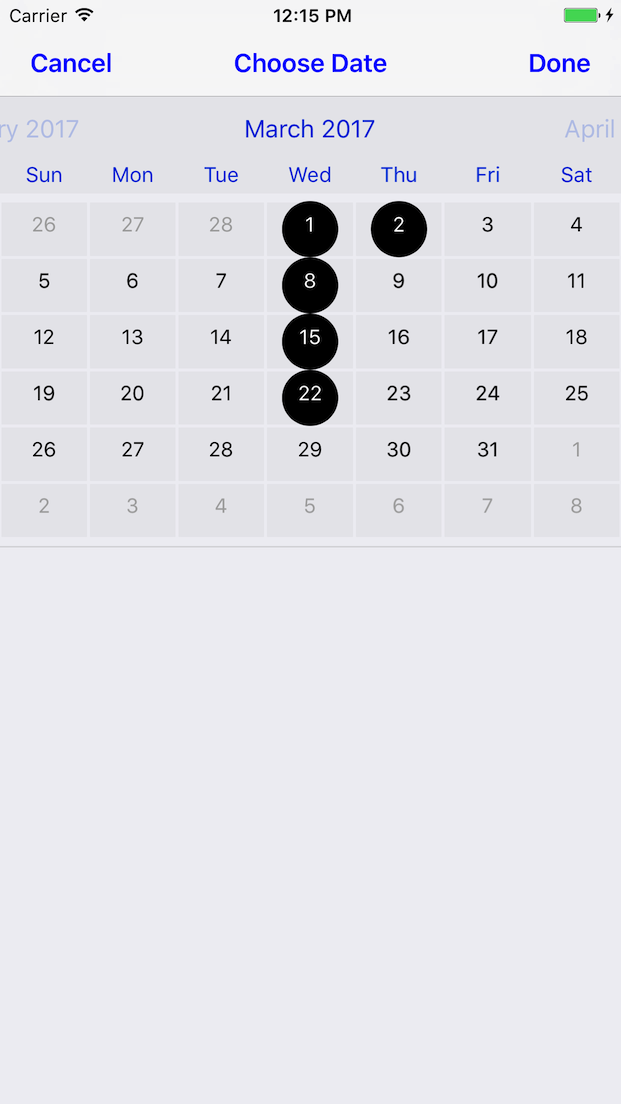 Carrier 12:15 PM
Cancel Choose Date Done
ry 2017 March 2017 April
Sun Mon Tue Wed Thu Fri Sat
26 27 28 1 2 3 4
5 6 7 8 9 10 11
12 13 14 15 16 17 18
19 20 21 22 23 24 25
26 27 28 29 30 31 1
2 3 4 5 6 7 8